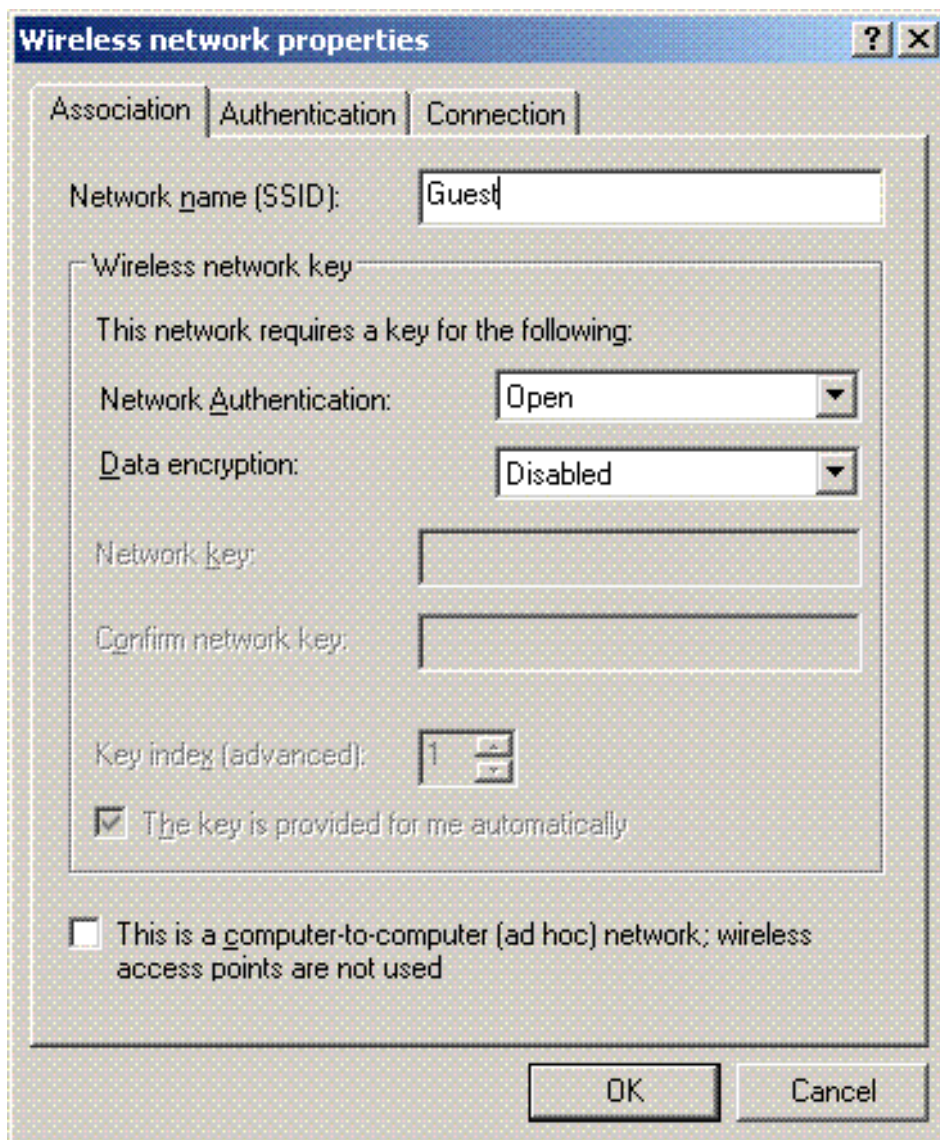 Wireless network properties
Association Authentication Connection
Network name (SSID): Guest
Wireless network key
This network requires a key for the following:
Network Authentication: Open
Data encryption: Disabled
Network key:
Confirm network key:
Key index (advanced): 1
The key is provided for me automatically
This is a computer-to-computer (ad hoc) network; wireless
access points are not used
OK Cancel